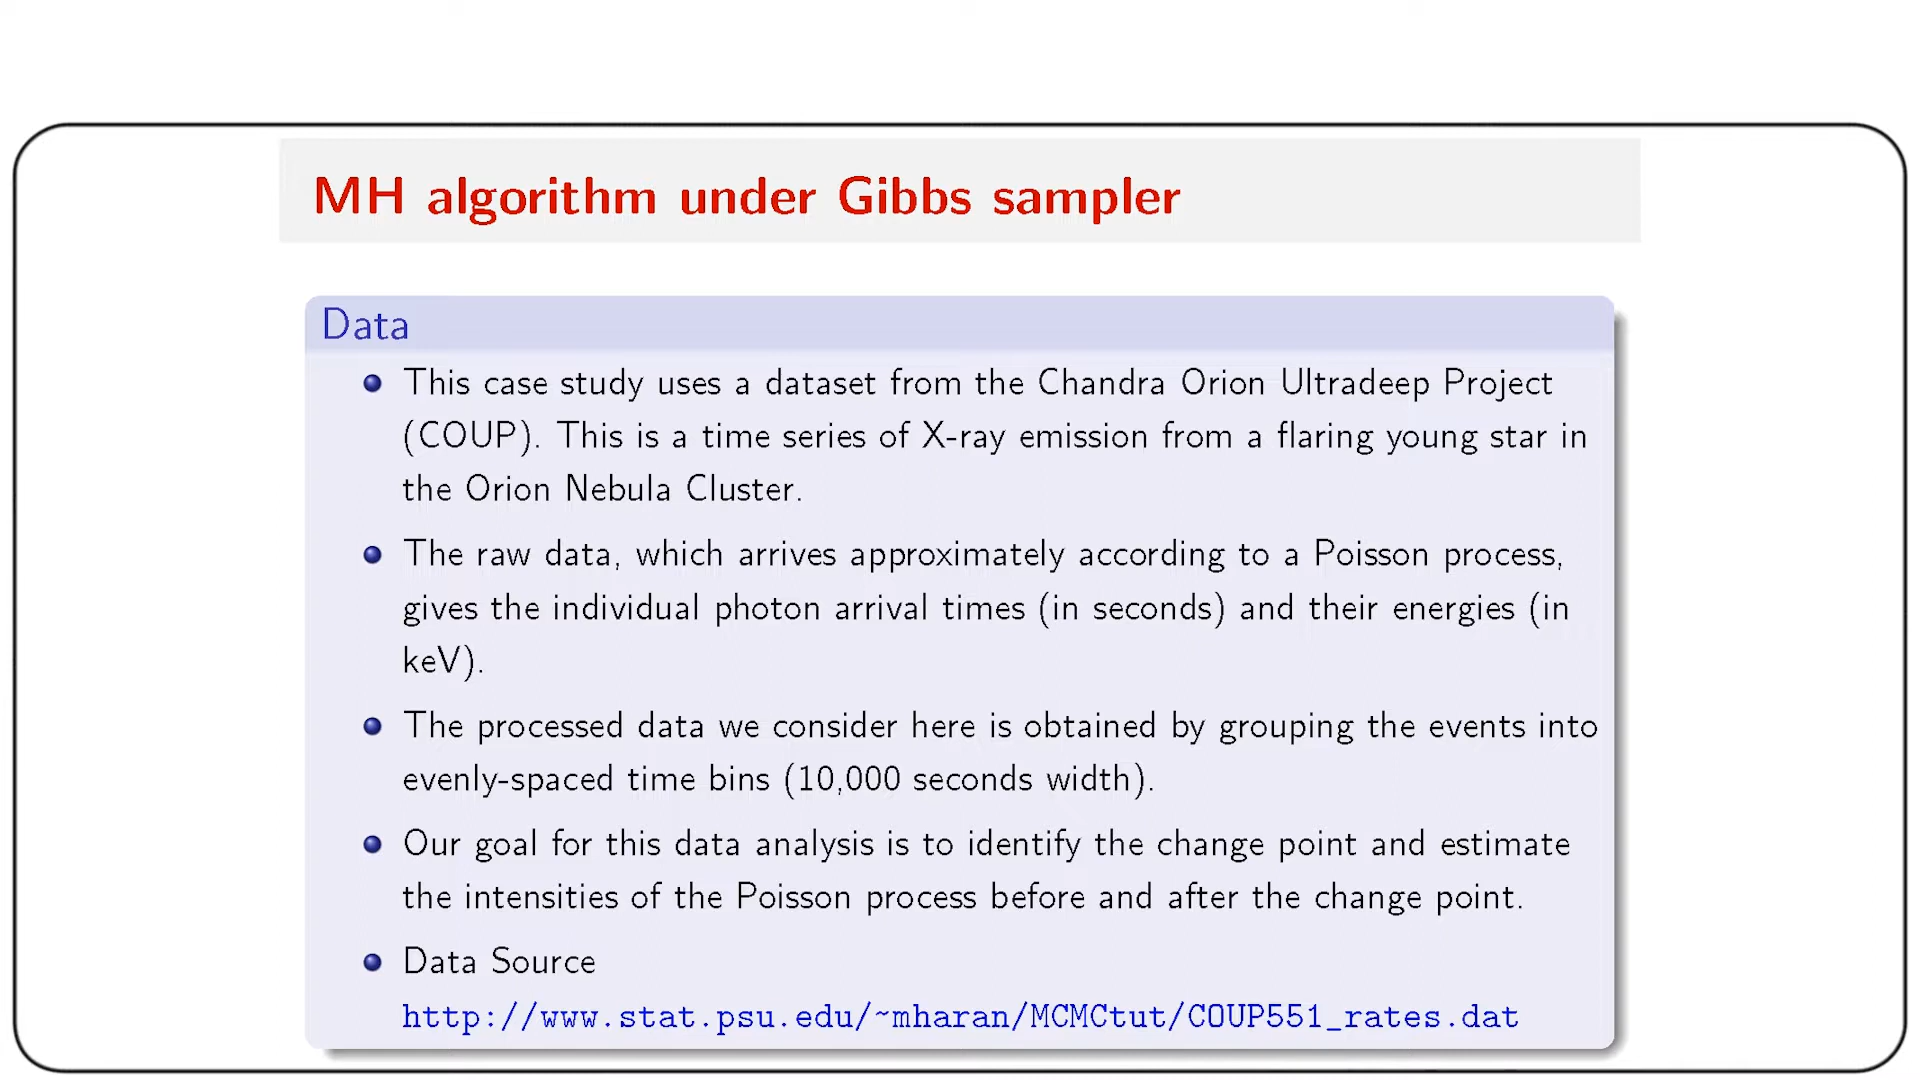 MH algorithm under Gibbs sampler
Data
This case study uses a dataset from the Chandra Orion Ultradeep Project
(COUP). This is a time series of X-ray emission from a flaring young star in
the Orion Nebula Cluster.
The raw data, which arrives approximately according to a Poisson process,
gives the individual photon arrival times (in seconds) and their energies (in
keV).
The processed data we consider here is obtained by grouping the events into
evenly-spaced time bins (10,000 seconds width).
Our goal for this data analysis is to identify the change point and estimate
the intensities of the Poisson process before and after the change point.
Data Source
http://www.stat.psu.edu/~mharan/MCMCtut/COUP551_rates.dat